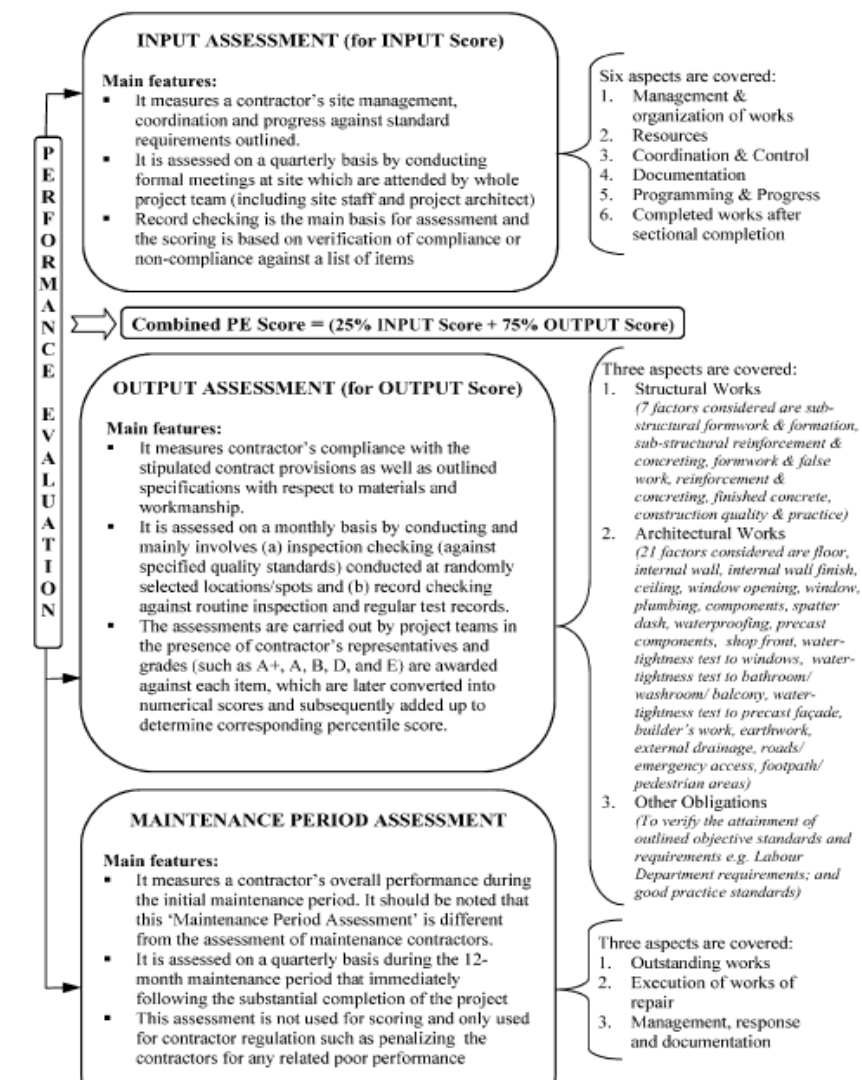 PERFORMANCE EVALUATION
INPUT ASSESSMENT (for INPUT Score)
Main features:
▪ It measures a contractor's site management,
coordination and progress against standard
requirements outlined.
▪ It is assessed on a quarterly basis by conducting
formal meetings at site which are attended by whole
project team (including site staff and project architect)
▪ Record checking is the main basis for assessment and
the scoring is based on verification of compliance or
non-compliance against a list of items
Six aspects are covered:
1. Management &
organization of works
2. Resources
3. Coordination & Control
4. Documentation
5. Programming & Progress
6. Completed works after
sectional completion
Combined PE Score = (25% INPUT Score + 75% OUTPUT Score)
OUTPUT ASSESSMENT (for OUTPUT Score)
Main features:
▪ It measures contractor's compliance with the
stipulated contract provisions as well as outlined
specifications with respect to materials and
workmanship.
▪ It is assessed on a monthly basis by conducting and
mainly involves (a) inspection checking (against
specified quality standards) conducted at randomly
selected locations/spots and (b) record checking
against routine inspection and regular test records.
▪ The assessments are carried out by project teams in
the presence of contractor's representatives and
grades (such as A+, A, B, D, and E) are awarded
against each item, which are later converted into
numerical scores and subsequently added up to
determine corresponding percentile score.
Three aspects are covered:
1. Structural Works
(7 factors considered are sub-
structural formwork & formation,
sub-structural reinforcement &
concreting, formwork & false
work, reinforcement &
concreting, finished concrete,
construction quality & practice)
2. Architectural Works
(21 factors considered are floor,
internal wall, internal wall finish,
ceiling, window opening, window,
plumbing, components, spatter
dash, waterproofing, precast
components, shop front, water-
tightness test to windows, water-
tightness test to bathroom/
washroom/ balcony, water-
tightness test to precast façade,
builder's work, earthwork,
external drainage, roads/
emergency access, footpath/
pedestrian areas)
3. Other Obligations
(To verify the attainment of
outlined objective standards and
requirements e.g. Labour
Department requirements; and
good practice standards)
MAINTENANCE PERIOD ASSESSMENT
Main features:
▪ It measures a contractor's overall performance during
the initial maintenance period. It should be noted that
this 'Maintenance Period Assessment' is different
from the assessment of maintenance contractors.
▪ It is assessed on a quarterly basis during the 12-
month maintenance period that immediately
following the substantial completion of the project
▪ This assessment is not used for scoring and only used
for contractor regulation such as penalizing the
contractors for any related poor performance
Three aspects are covered:
1. Outstanding works
2. Execution of works of
repair
3. Management, response
and documentation